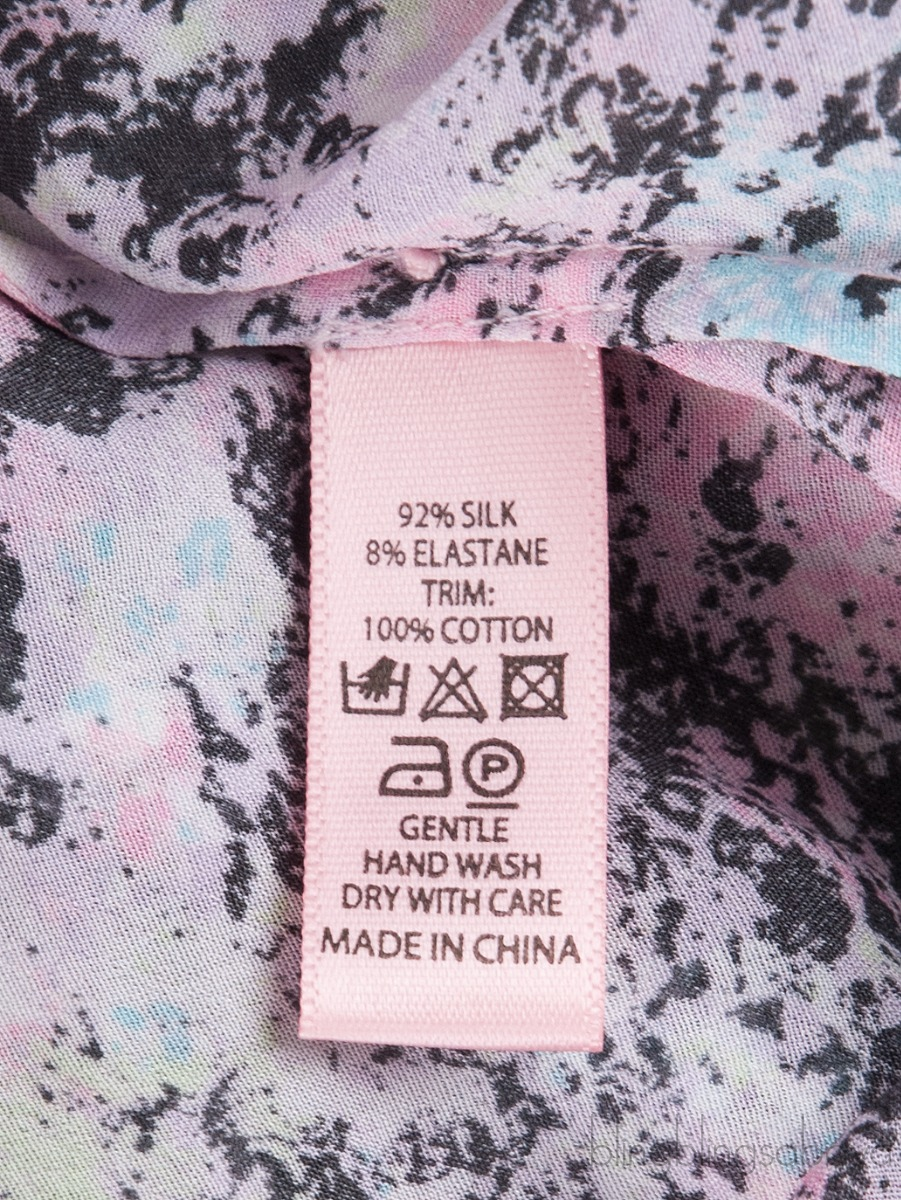 92% SILK
8% ELASTANE
TRIM:
100% COTTON
P
GENTLE
HAND WASH
DRY WITH CARE
MADE IN CHINA